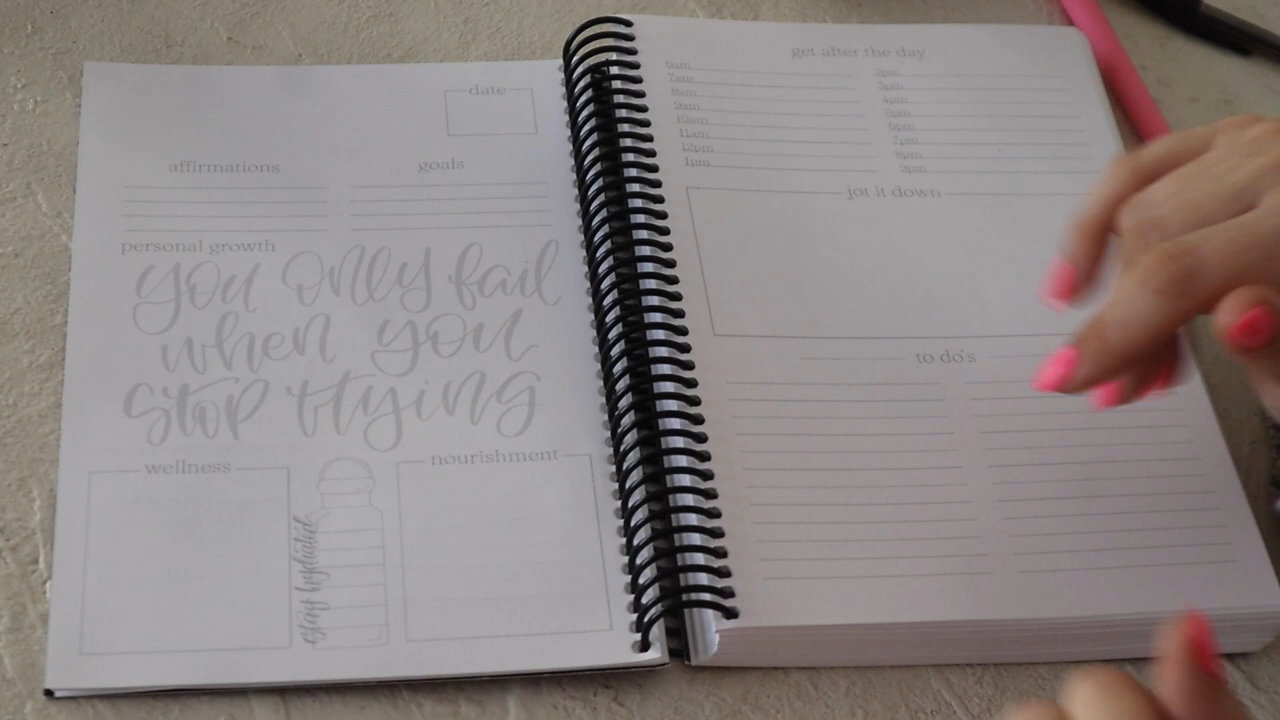 date
affirmations
goals
personal growth
you only fail
when you
stop trying
wellness
stay hydrated
nourishment
get after the day
6am
7am
8am
9am
10am
11am
12pm
1pm
2pm
3pm
4pm
5pm
6pm
7pm
8pm
9pm
jot it down
to do's